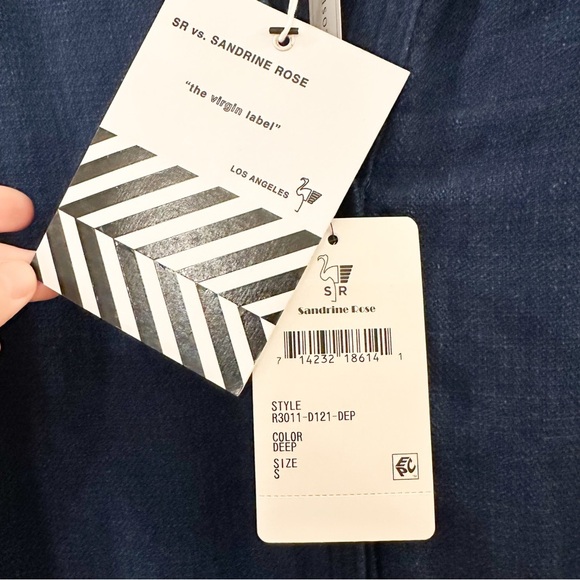 SR vs. SANDRINE ROSE
"the virgin label"
LOS ANGELES
S R
Sandrine Rose
7 14232 18614 1
STYLE
R3011-D121-DEP
COLOR
DEEP
SIZE
S
EPC